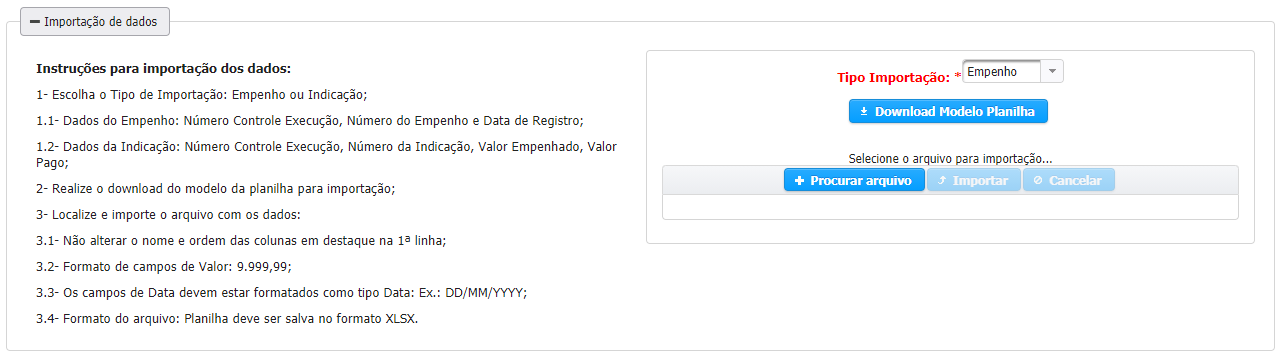 Importação de dados
Instruções para importação dos dados:
1- Escolha o Tipo de Importação: Empenho ou Indicação;
1.1- Dados do Empenho: Número Controle Execução, Número do Empenho e Data de Registro;
1.2- Dados da Indicação: Número Controle Execução, Número da Indicação, Valor Empenhado, Valor
Pago;
2- Realize o download do modelo da planilha para importação;
3- Localize e importe o arquivo com os dados:
3.1- Não alterar o nome e ordem das colunas em destaque na 1ª linha;
3.2- Formato de campos de Valor: 9.999,99;
3.3- Os campos de Data devem estar formatados como tipo Data: Ex.: DD/MM/YYYY;
3.4- Formato do arquivo: Planilha deve ser salva no formato XLSX.
Tipo Importação: * Empenho
Download Modelo Planilha
Selecione o arquivo para importação...
Procurar arquivo Importar Cancelar